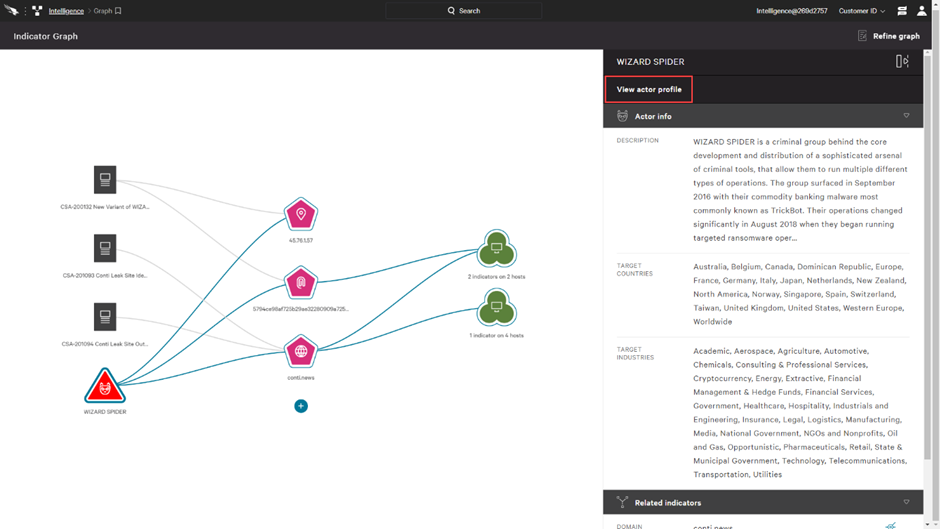 Intelligence > Graph
Search
Intelligence@269d2757
Customer ID
Indicator Graph
Refine graph
CSA-200132 New Variant of WIZA...
CSA-201093 Conti Leak Site Ide...
CSA-201094 Conti Leak Site Out...
WIZARD SPIDER
45.76.1.57
conti.news
2 indicators on 2 hosts
1 indicator on 4 hosts
WIZARD SPIDER
View actor profile
Actor info
DESCRIPTION
WIZARD SPIDER is a criminal group behind the core
development and distribution of a sophisticated arsenal
of criminal tools, that allow them to run multiple different
types of operations. The group surfaced in September
2016 with their commodity banking malware most
commonly known as TrickBot. Their operations changed
significantly in August 2018 when they began running
targeted ransomware oper...
TARGET
COUNTRIES
Australia, Belgium, Canada, Dominican Republic, Europe,
France, Germany, Italy, Japan, Netherlands, New Zealand,
North America, Norway, Singapore, Spain, Switzerland,
Taiwan, United Kingdom, United States, Western Europe,
Worldwide
TARGET
INDUSTRIES
Academic, Aerospace, Agriculture, Automotive,
Chemicals, Consulting & Professional Services,
Cryptocurrency, Energy, Extractive, Financial
Management & Hedge Funds, Financial Services,
Government, Healthcare, Hospitality, Industrials and
Engineering, Insurance, Legal, Logistics, Manufacturing,
Media, National Government, NGOs and Nonprofits, Oil
and Gas, Opportunistic, Pharmaceuticals, Retail, State &
Municipal Government, Technology, Telecommunications,
Transportation, Utilities
Related indicators
DOMAIN
conti.news